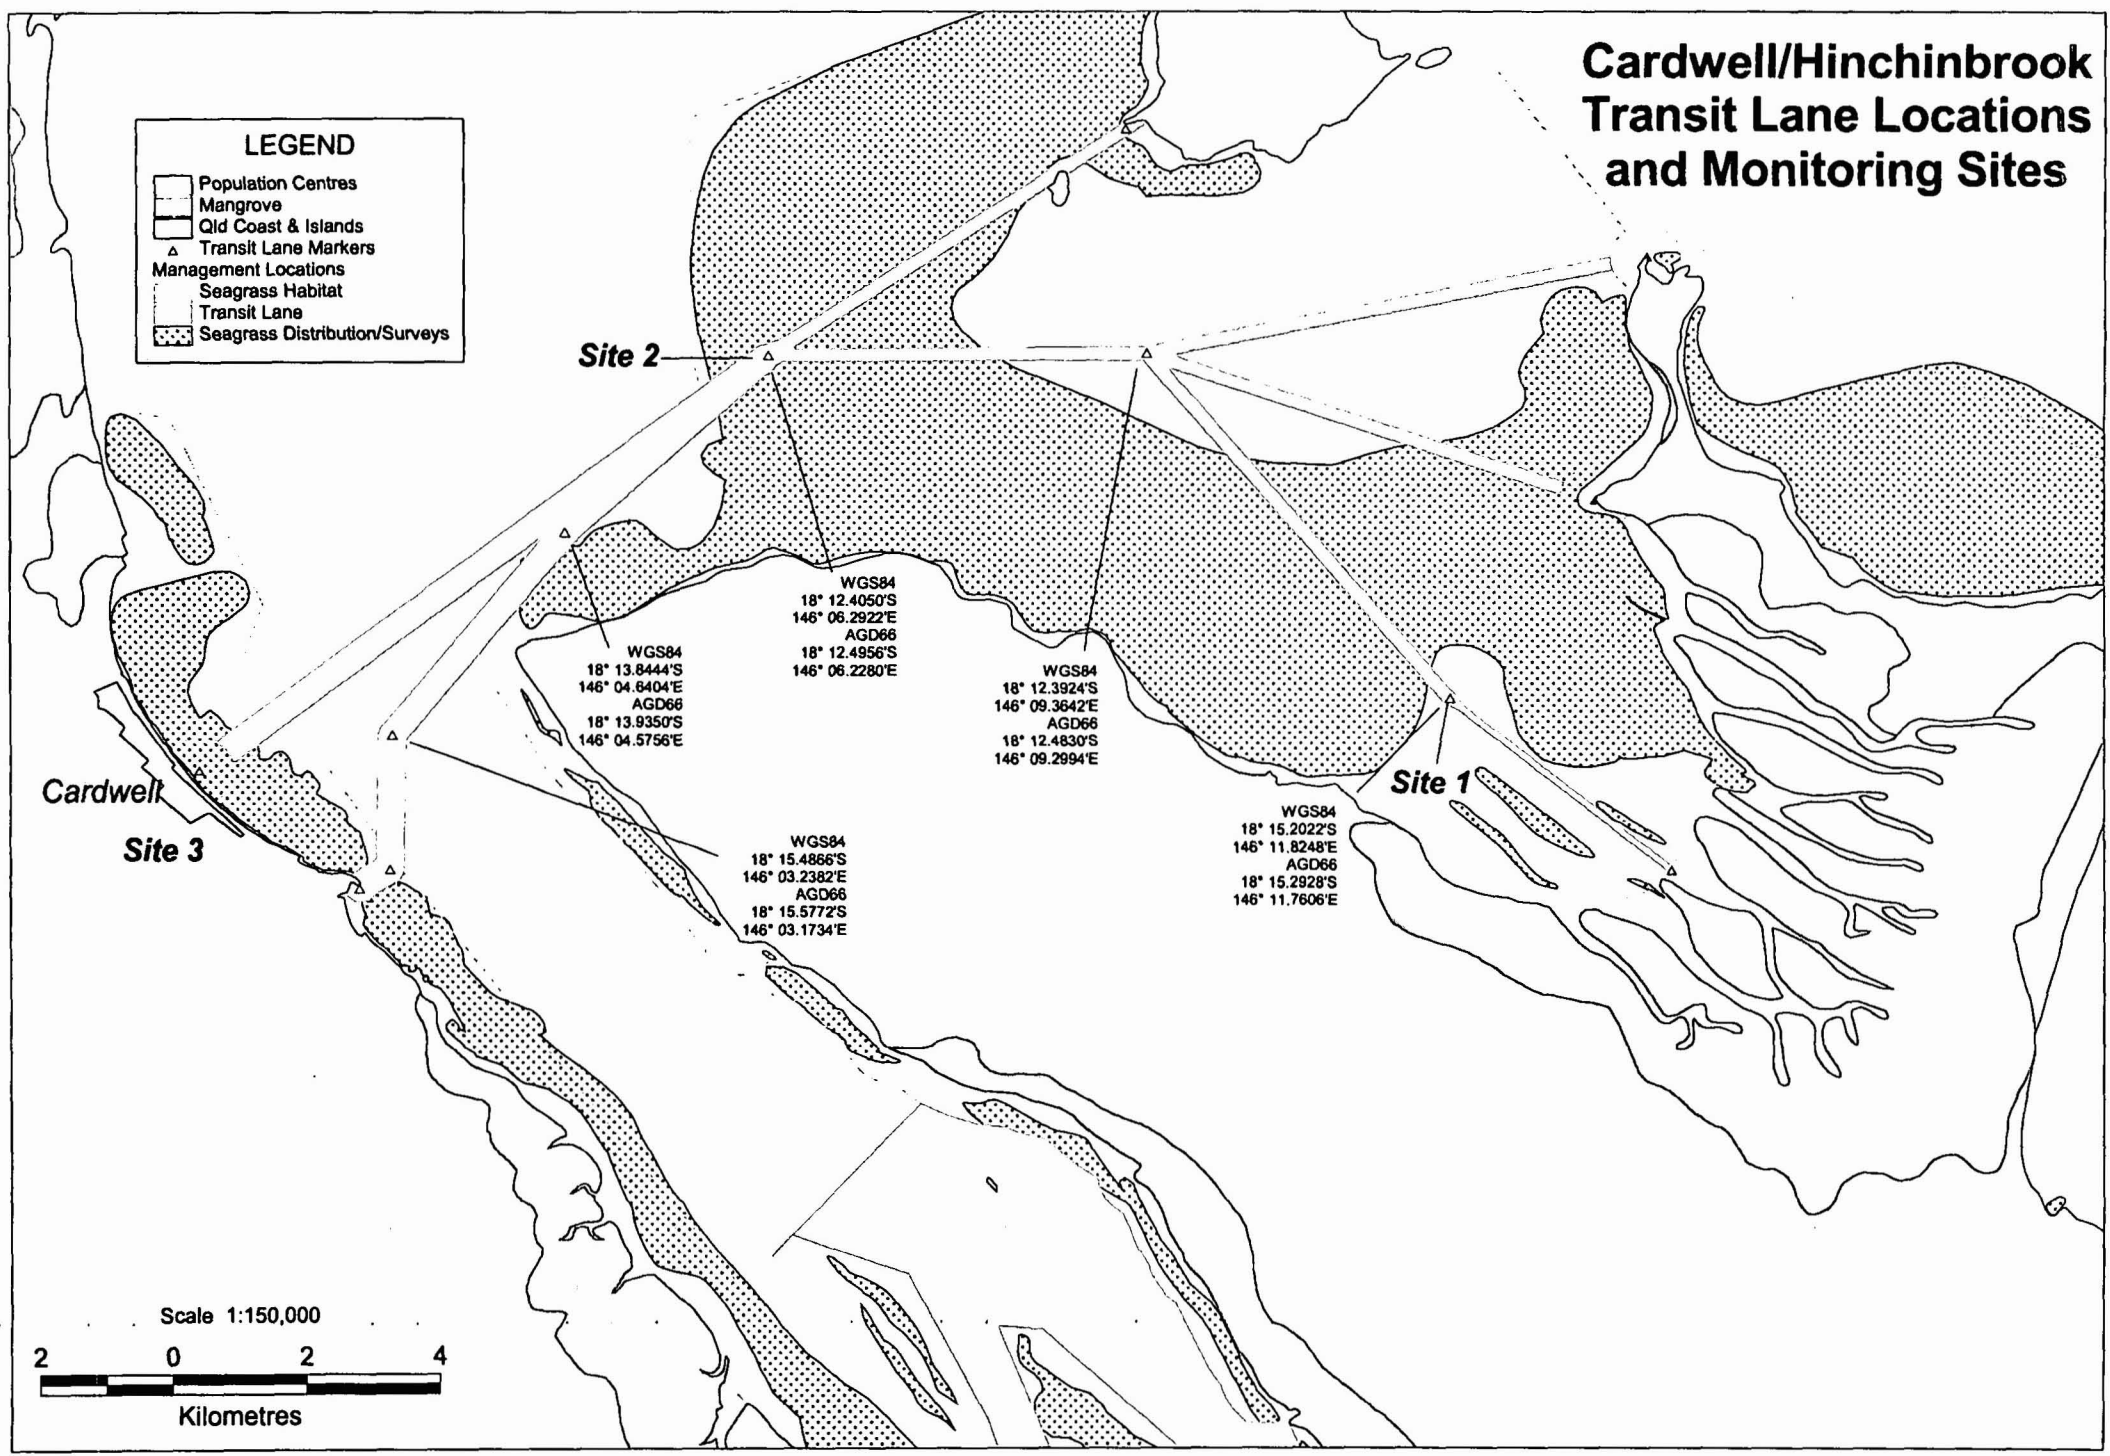 Cardwell/Hinchinbrook
Transit Lane Locations
and Monitoring Sites
LEGEND
Population Centres
Mangrove
Qld Coast & Islands
Transit Lane Markers
Management Locations
Seagrass Habitat
Transit Lane
Seagrass Distribution/Surveys
Site 2
WGS84
18° 12.4050'S
146° 06.2922'E
AGD66
18° 12.4956'S
146° 06.2280'E
WGS84
18° 13.8444'S
146° 04.6404'E
AGD66
18° 13.9350'S
146° 04.5756'E
WGS84
18° 12.3924'S
146° 09.3642'E
AGD66
18° 12.4830'S
146° 09.2994'E
Site 1
Cardwell
Site 3
WGS84
18° 15.2022'S
146° 11.8248'E
AGD66
18° 15.2928'S
146° 11.7606'E
WGS84
18° 15.4866'S
146° 03.2382'E
AGD66
18° 15.5772'S
146° 03.1734'E
Scale 1:150,000
2 0 2 4
Kilometres